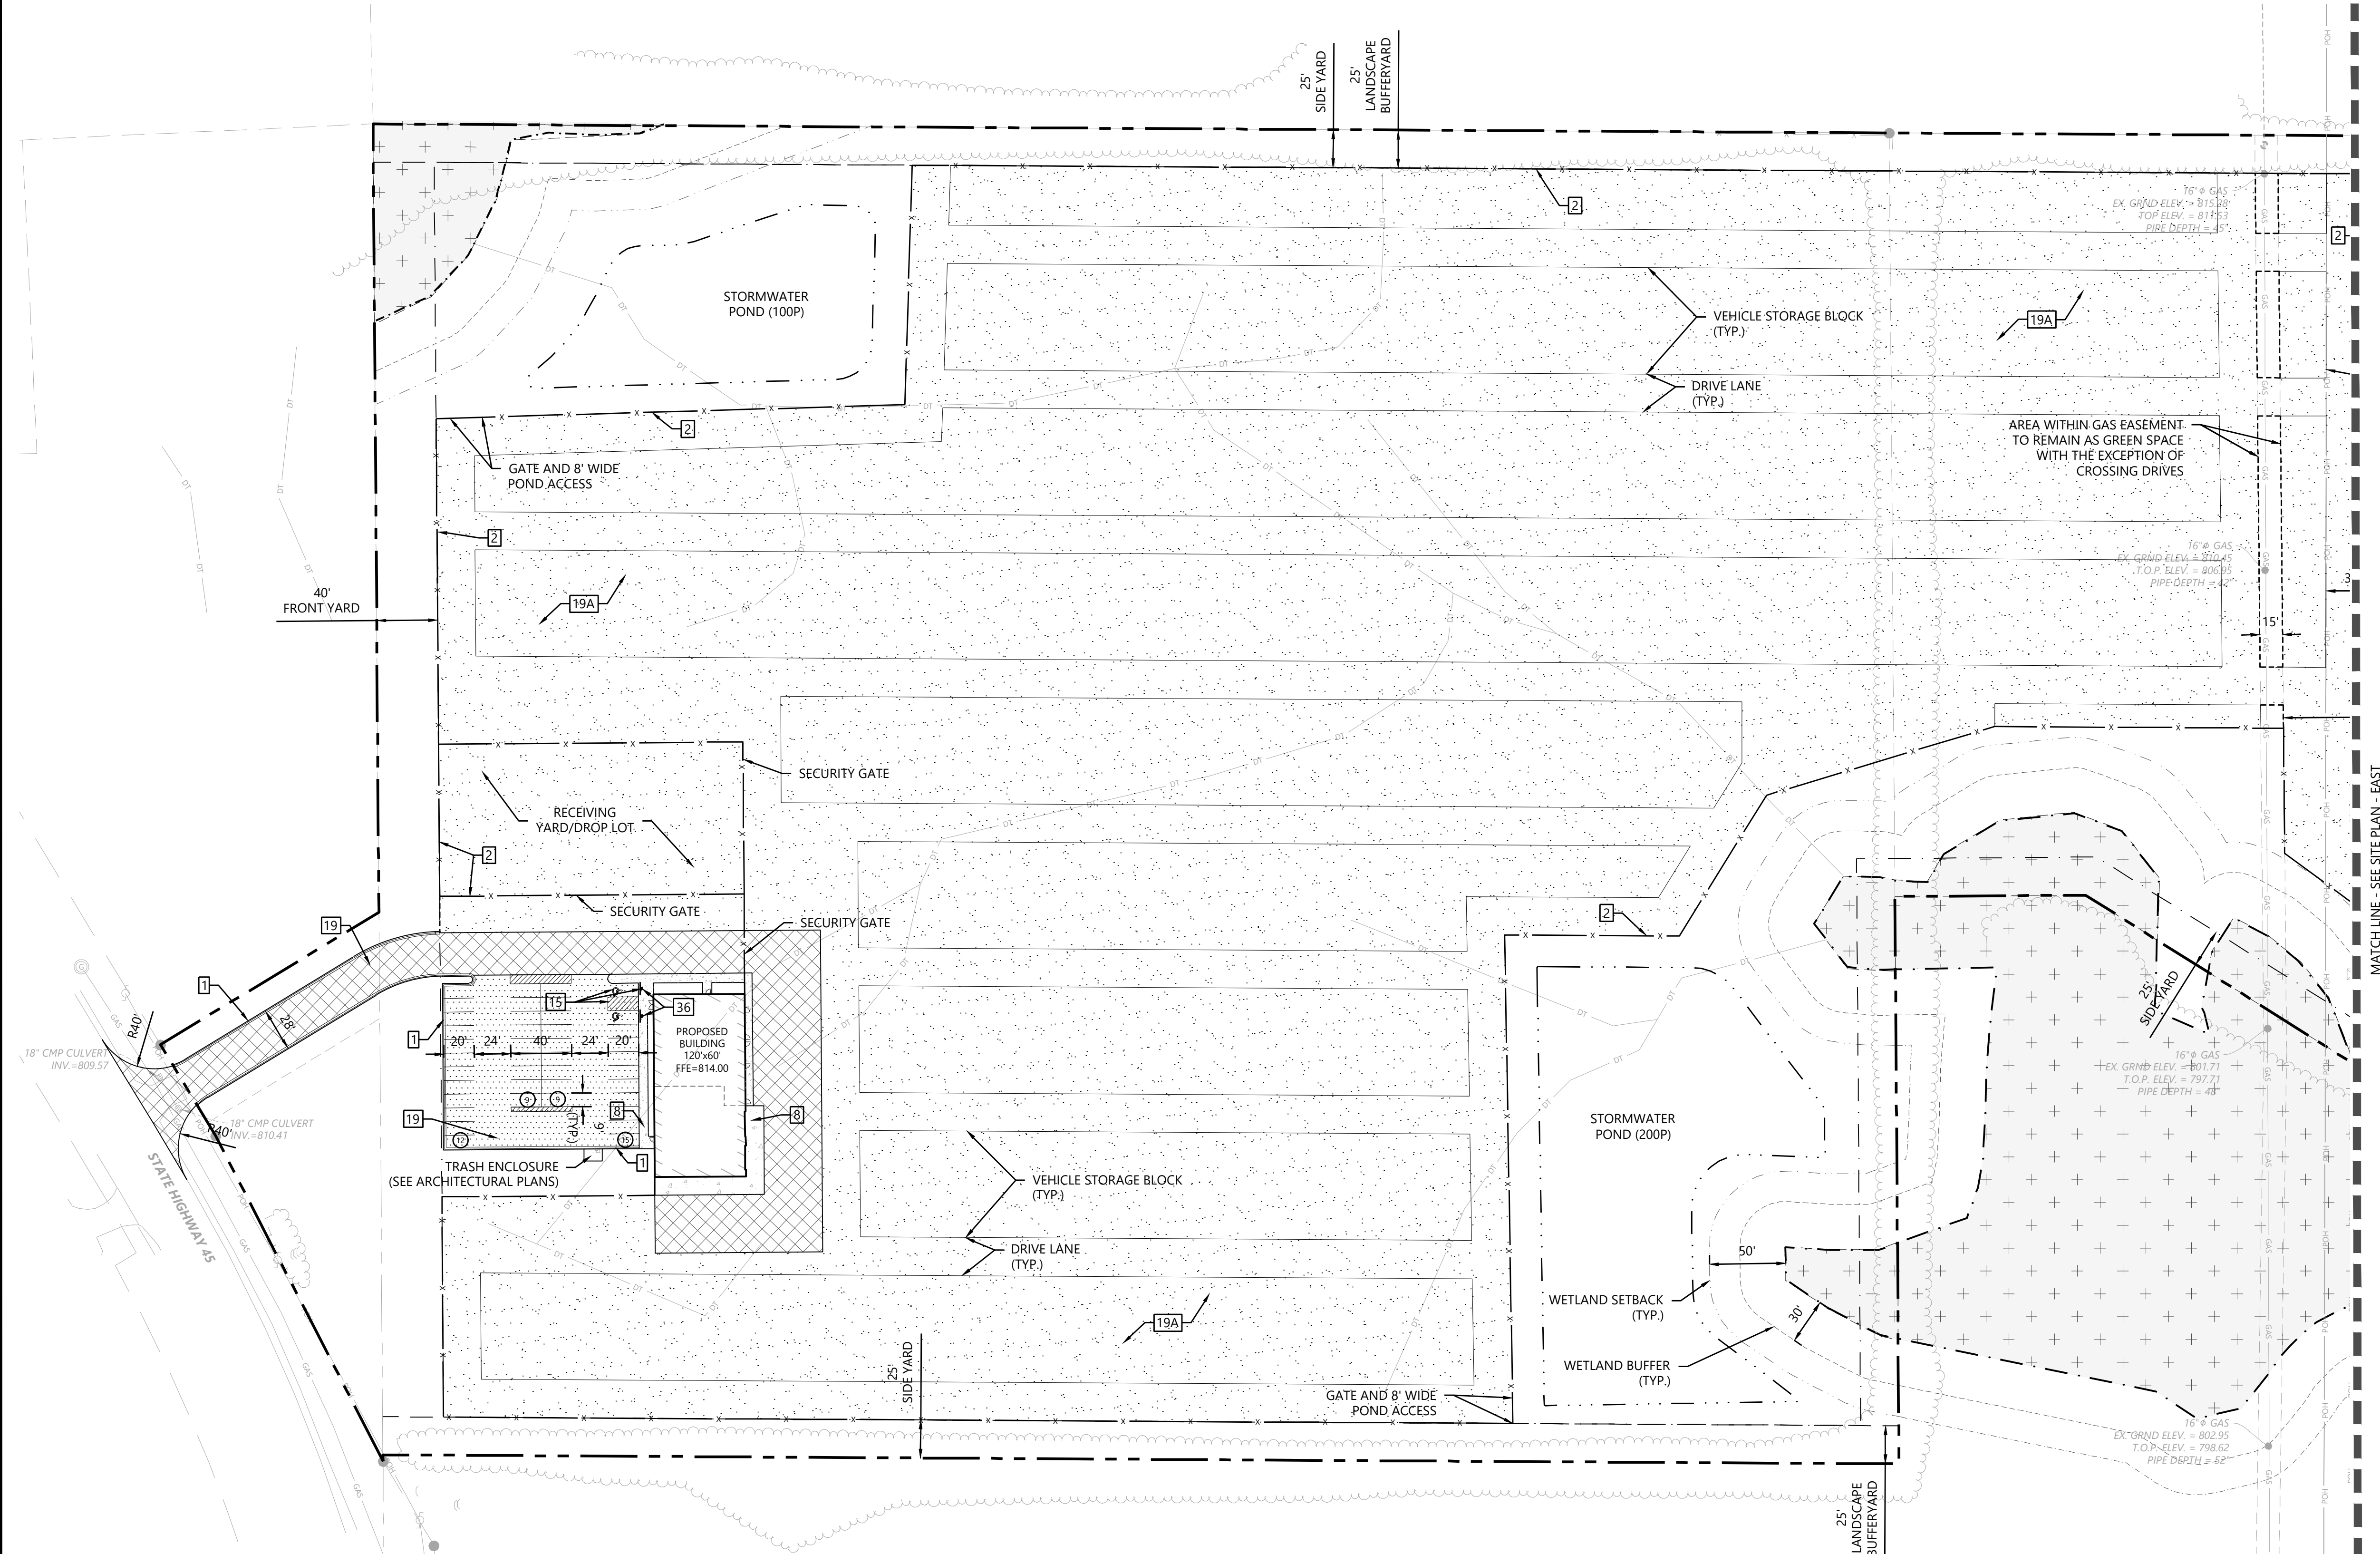 25'
SIDE YARD
25'
LANDSCAPE
BUFFERYARD
2
16"ϕ GAS
EX. GRND ELEV. = 815.28
TOP ELEV. = 811.53
PIPE DEPTH = 45"
2
STORMWATER
POND (100P)
VEHICLE STORAGE BLOCK
(TYP.)
19A
DRIVE LANE
(TYP.)
2
AREA WITHIN GAS EASEMENT
TO REMAIN AS GREEN SPACE
WITH THE EXCEPTION OF
CROSSING DRIVES
GATE AND 8' WIDE
POND ACCESS
2
16"ϕ GAS
EX. GRND ELEV. = 810.45
T.O.P. ELEV. = 806.95
PIPE DEPTH = 42"
40'
FRONT YARD
19A
15'
SECURITY GATE
RECEIVING
YARD/DROP LOT
2
SECURITY GATE
SECURITY GATE
2
19
1
28'
R40'
18" CMP CULVERT
INV.=809.57
15
36
1
20'
24'
40'
24'
20'
PROPOSED
BUILDING
120'x60'
FFE=814.00
9
9
9'
(TYP.)
8
8
19
12
15
18" CMP CULVERT
INV.=810.41
R40'
1
TRASH ENCLOSURE
(SEE ARCHITECTURAL PLANS)
STATE HIGHWAY 45
25'
SIDE YARD
16"ϕ GAS
EX. GRND ELEV. = 801.71
T.O.P. ELEV. = 797.71
PIPE DEPTH = 48"
STORMWATER
POND (200P)
VEHICLE STORAGE BLOCK
(TYP.)
DRIVE LANE
(TYP.)
50'
WETLAND SETBACK
(TYP.)
30'
19A
WETLAND BUFFER
(TYP.)
25'
SIDE YARD
GATE AND 8' WIDE
POND ACCESS
16"ϕ GAS
EX. GRND ELEV. = 802.95
T.O.P. ELEV. = 798.62
PIPE DEPTH = 52"
25'
LANDSCAPE
BUFFERYARD
MATCH LINE - SEE SITE PLAN - EAST